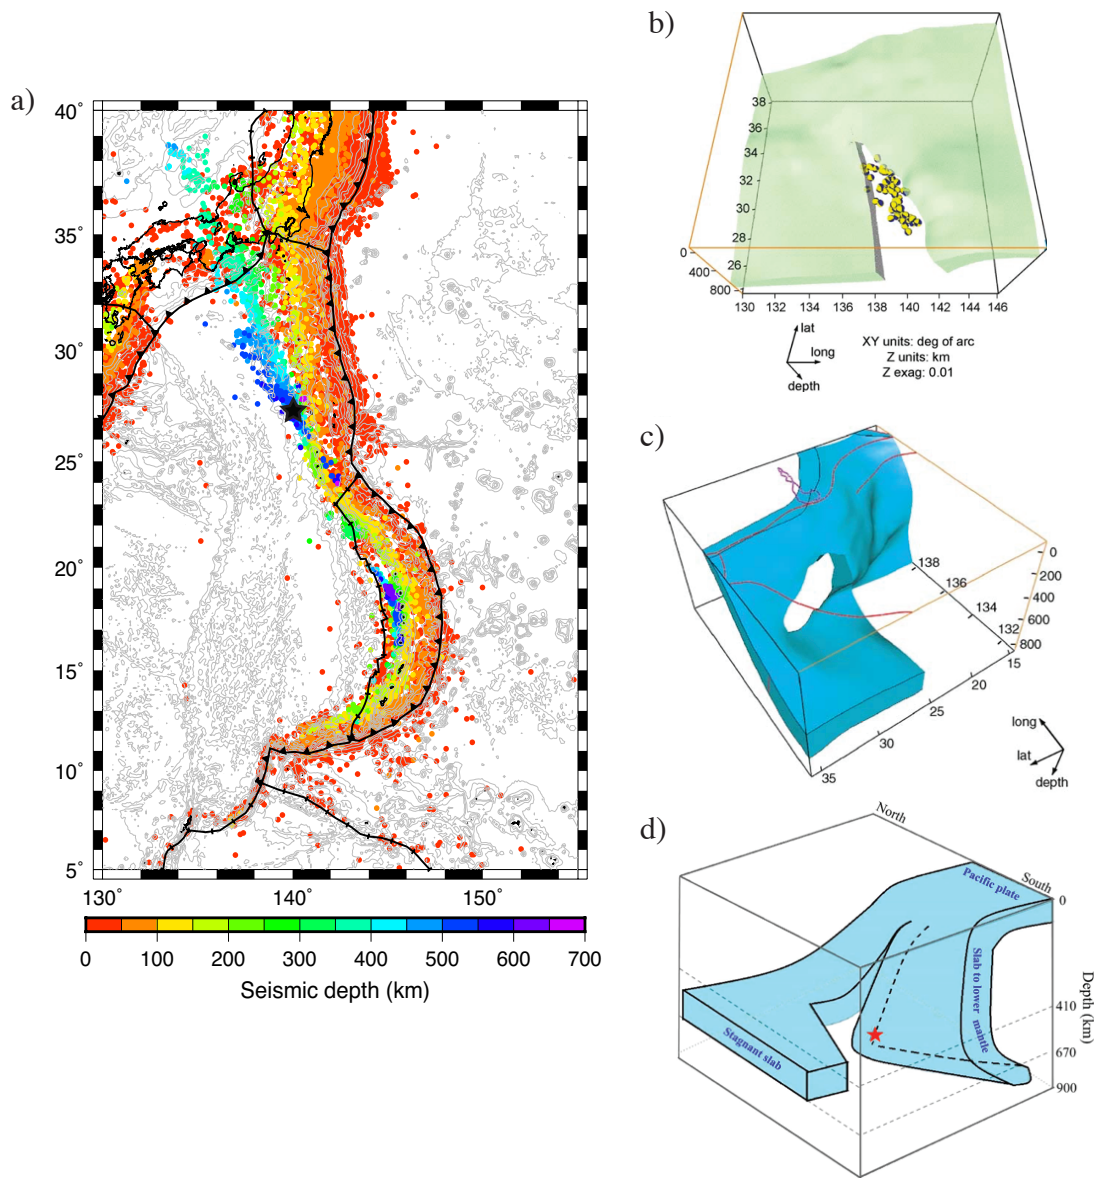 a)
40°
35°
30°
25°
20°
15°
10°
5°
130°
140°
150°
0
100
200
300
400
500
600
700
Seismic depth (km)
b)
38
36
34
32
30
28
26
0
400
800
130
132
134
136
138
140
142
144
146
lat
long
depth
XY units: deg of arc
Z units: km
Z exag: 0.01
c)
138
136
134
132
0
200
400
600
800
15
20
25
30
35
long
lat
depth
d)
North
South
Pacific plate
Slab to lower mantle
Stagnant slab
0
410
670
900
Depth (km)